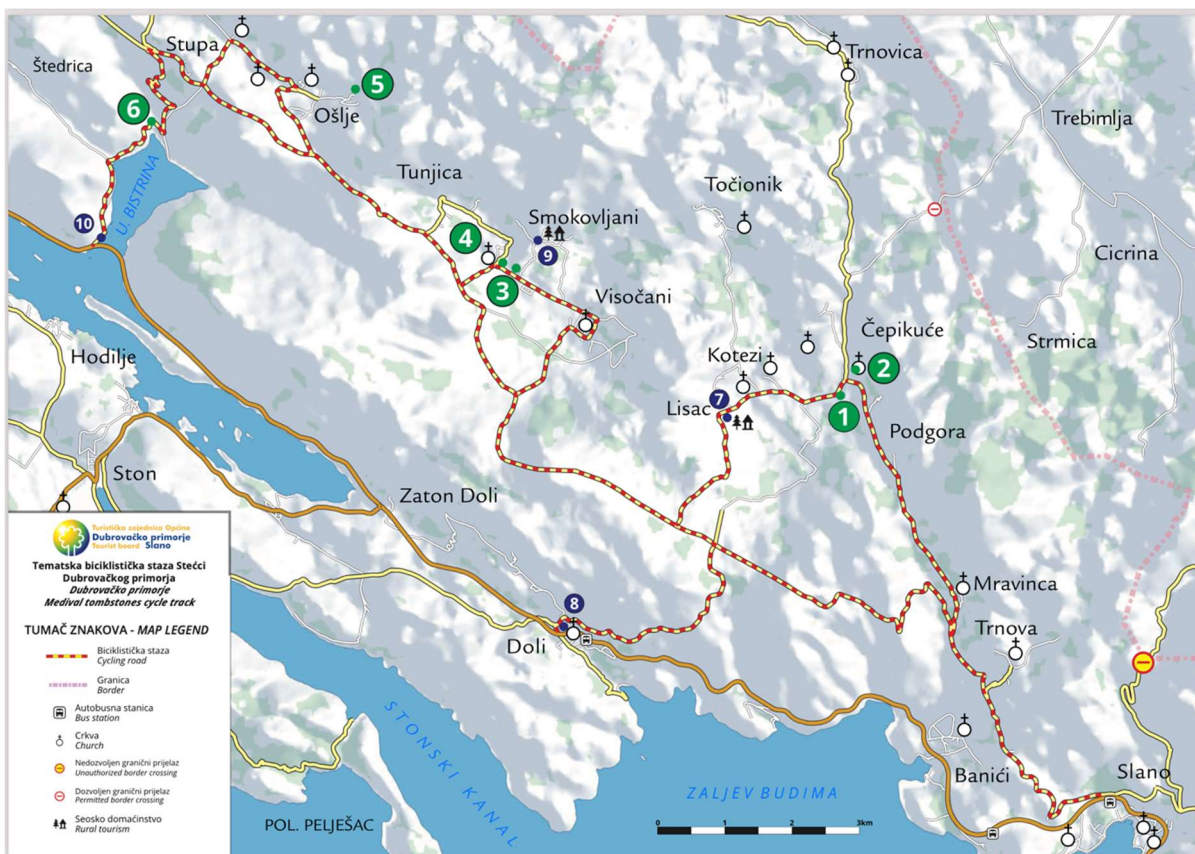 Stupa
Štedrica
Ošlje
5
6
U. BISTRINA
10
Tunjica
Smokovljani
4
9
3
Visočani
Točionik
Trnovica
Trebimlja
Cicrina
Strmica
Čepikuće
2
Kotezi
7
Lisac
1
Podgora
Hodilje
Ston
Zaton Doli
8
Doli
Mravinca
Trnova
Banići
Slano
STONSKI KANAL
ZALJEV BUDIMA
POL. PELJEŠAC
0 1 2 3km
Turistička zajednica Općine
Dubrovačko primorje
Tourist board Slano
Tematska biciklistička staza Stećci
Dubrovačkog primorja
Dubrovačko primorje
Medival tombstones cycle track
TUMAČ ZNAKOVA - MAP LEGEND
Biciklistička staza
Cycling road
Granica
Border
Autobusna stanica
Bus station
Crkva
Church
Nedozvoljen granični prijelaz
Unauthorized border crossing
Dozvoljen granični prijelaz
Permitted border crossing
Seosko domaćinstvo
Rural tourism